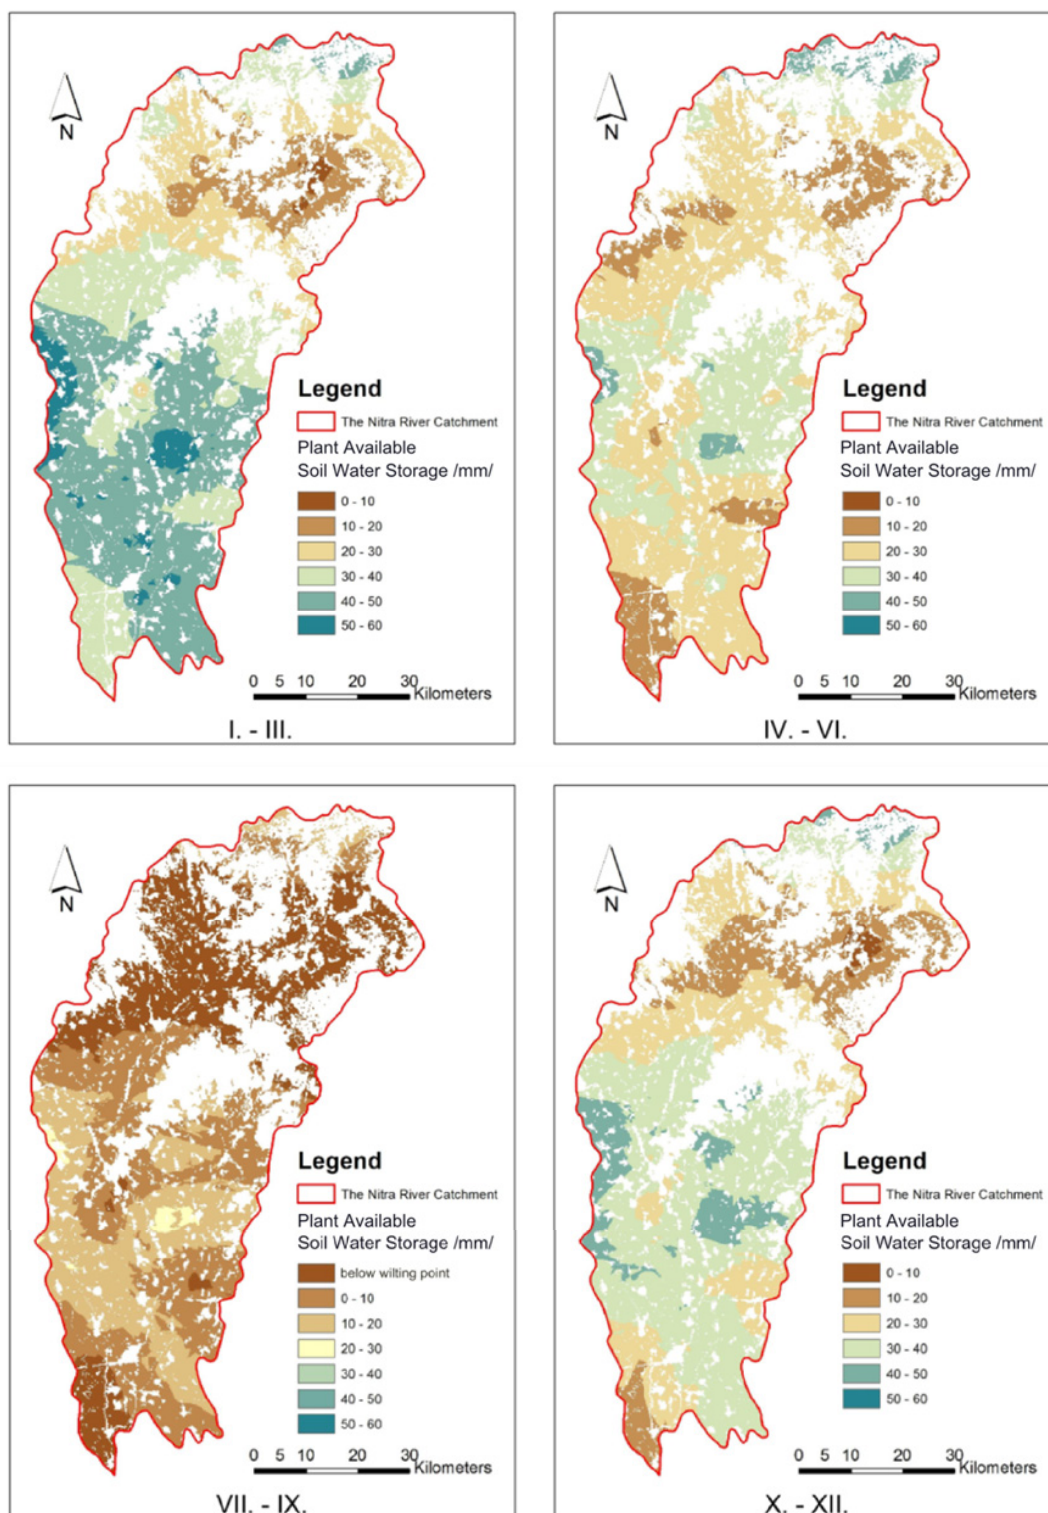 N
Legend
The Nitra River Catchment
Plant Available
Soil Water Storage /mm/
0 - 10
10 - 20
20 - 30
30 - 40
40 - 50
50 - 60
0 5 10 20 30
Kilometers
I. - III.
N
Legend
The Nitra River Catchment
Plant Available
Soil Water Storage /mm/
0 - 10
10 - 20
20 - 30
30 - 40
40 - 50
50 - 60
0 5 10 20 30
Kilometers
IV. - VI.
N
Legend
The Nitra River Catchment
Plant Available
Soil Water Storage /mm/
below wilting point
0 - 10
10 - 20
20 - 30
30 - 40
40 - 50
50 - 60
0 5 10 20 30
Kilometers
VII. - IX.
N
Legend
The Nitra River Catchment
Plant Available
Soil Water Storage /mm/
0 - 10
10 - 20
20 - 30
30 - 40
40 - 50
50 - 60
0 5 10 20 30
Kilometers
X. - XII.